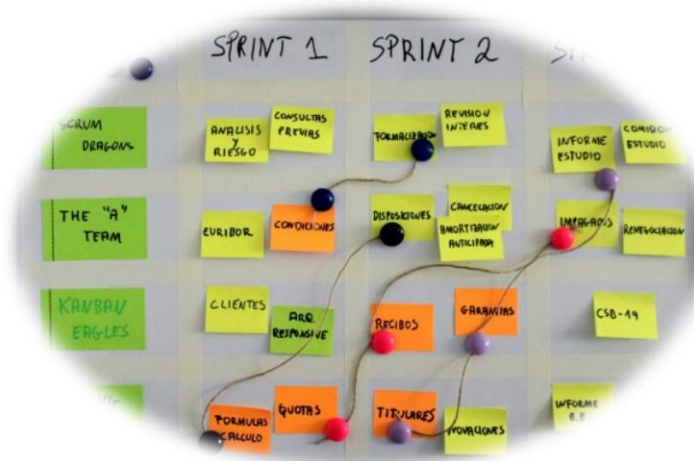 SPRINT 1
SPRINT 2
SCRUM
DRAGONS
ANALISIS
Y
RIESGO
CONSULTAS
PREVIAS
FORMALIZACION
REVISION
INTERES
INFORME
ESTUDIO
COMISION
ESTUDIO
THE "A"
TEAM
EURIBOR
CONDICIONES
DISPOSICIONES
CANCELACION
AMORTIZACION
ANTICIPADA
IMPAGADOS
RENEGOCIACION
KANBAN
EAGLES
CLIENTES
ARQ.
RESPONSIVE
RECIBOS
GARANTIAS
CSB-19
FORMULAS
CALCULO
QUOTAS
TITULARES
NOVACIONES
INFORME